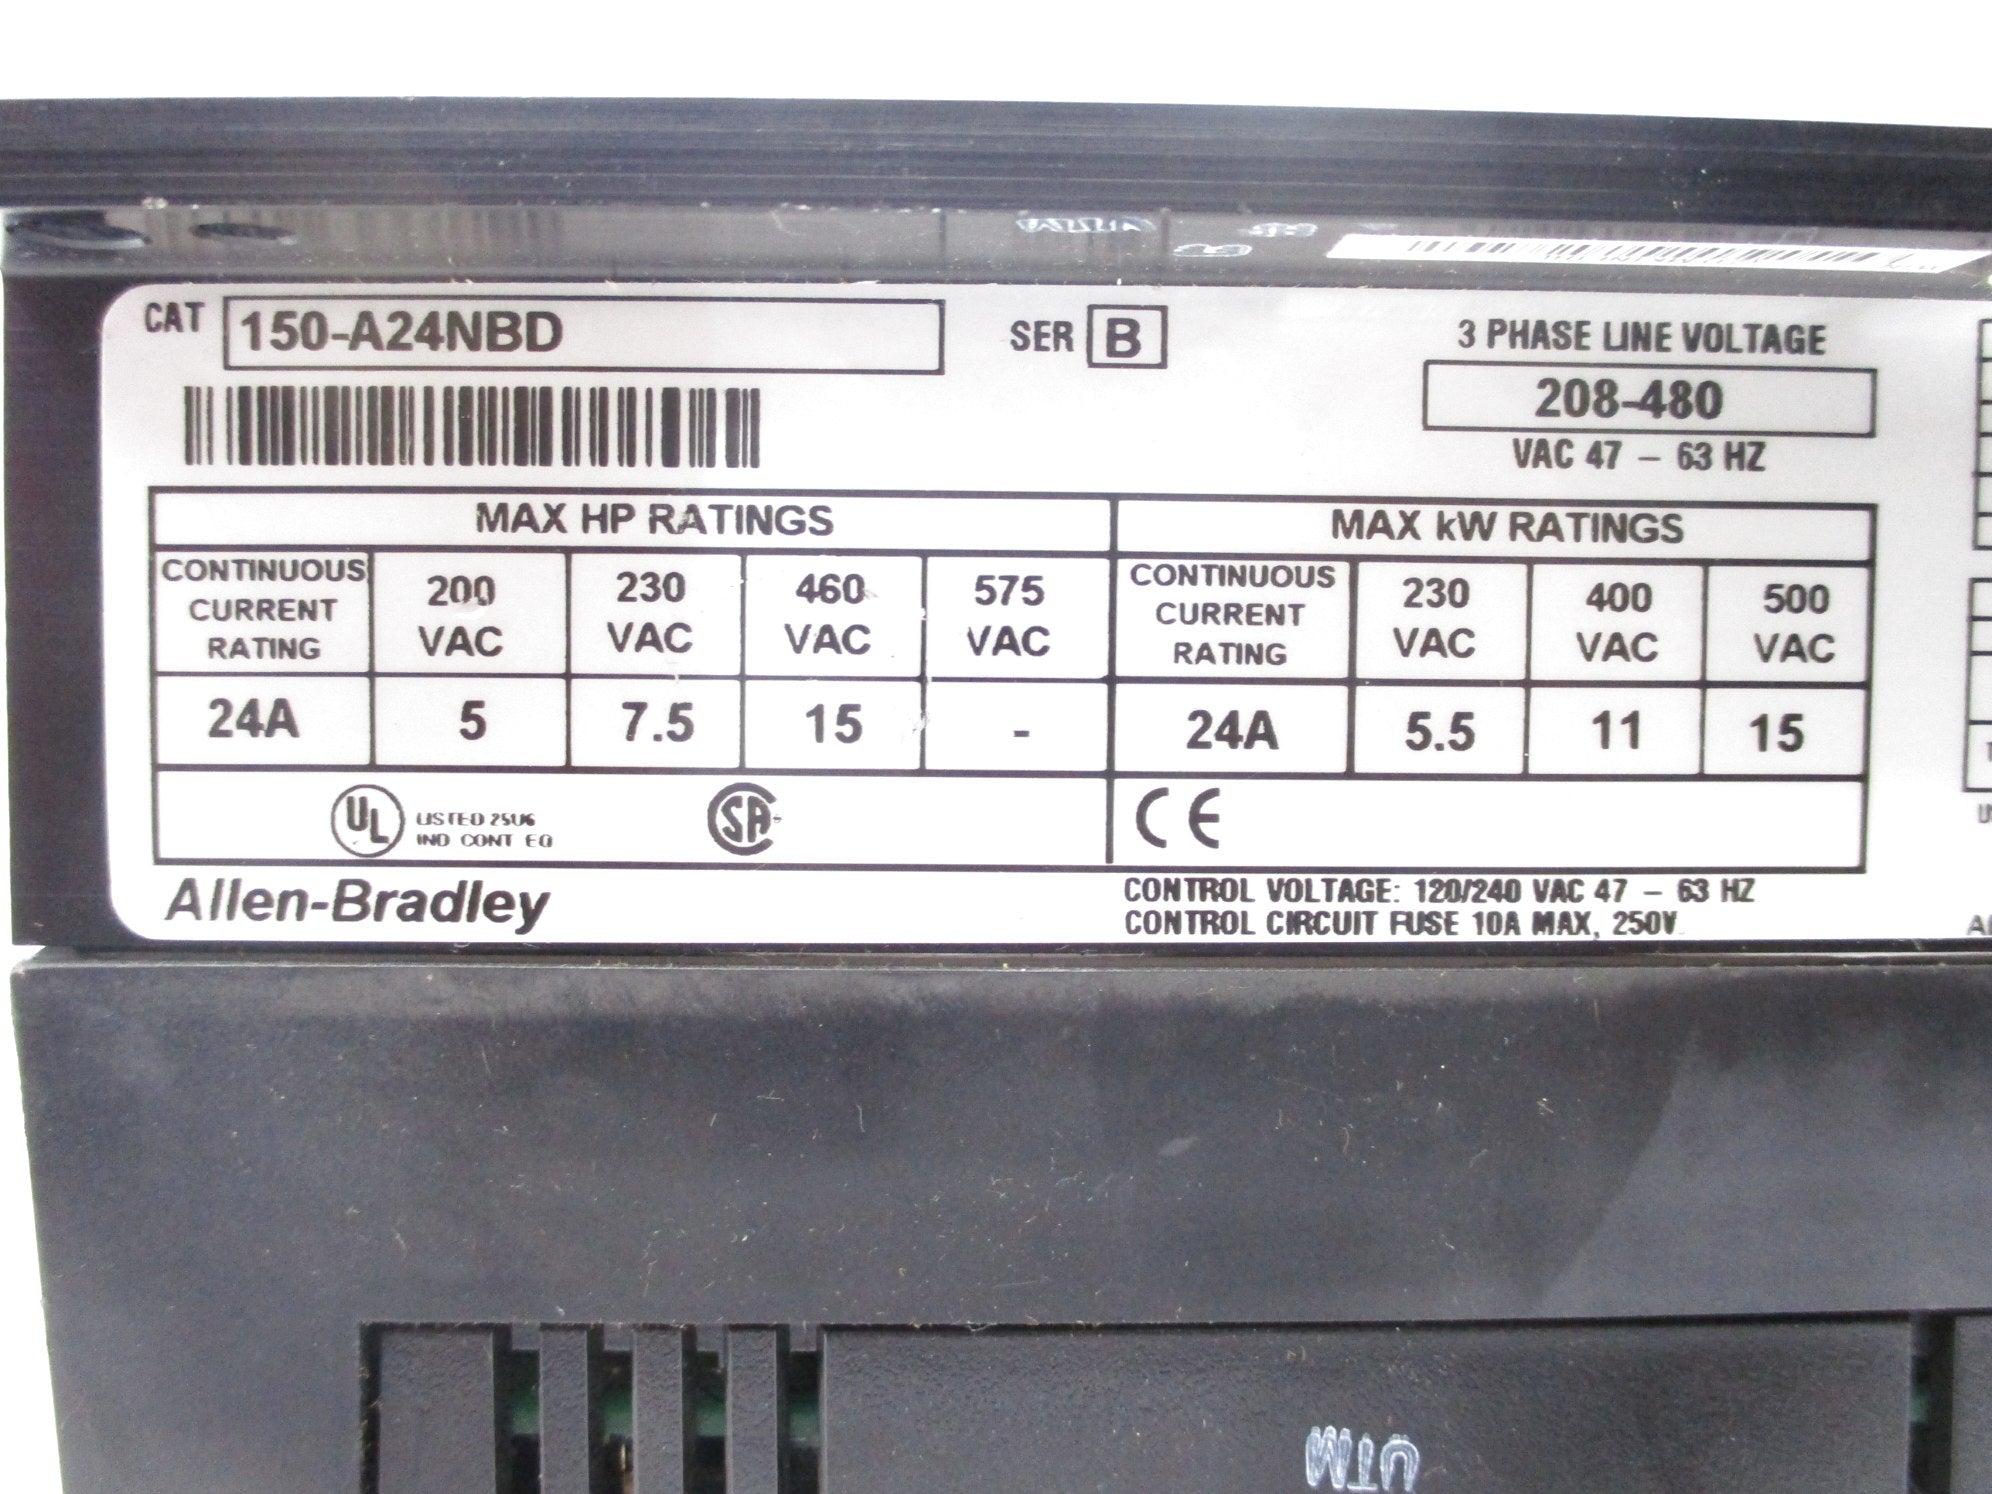 CAT 150-A24NBD SER B
3 PHASE LINE VOLTAGE
208-480
VAC 47 – 63 HZ
MAX HP RATINGS MAX kW RATINGS
CONTINUOUS CURRENT RATING 200 VAC 230 VAC 460 VAC 575 VAC CONTINUOUS CURRENT RATING 230 VAC 400 VAC 500 VAC
24A 5 7.5 15 - 24A 5.5 11 15
UL LISTED 25U6
IND CONT EQ
SA
CE
Allen-Bradley
CONTROL VOLTAGE: 120/240 VAC 47 – 63 HZ
CONTROL CIRCUIT FUSE 10A MAX, 250V
UTM